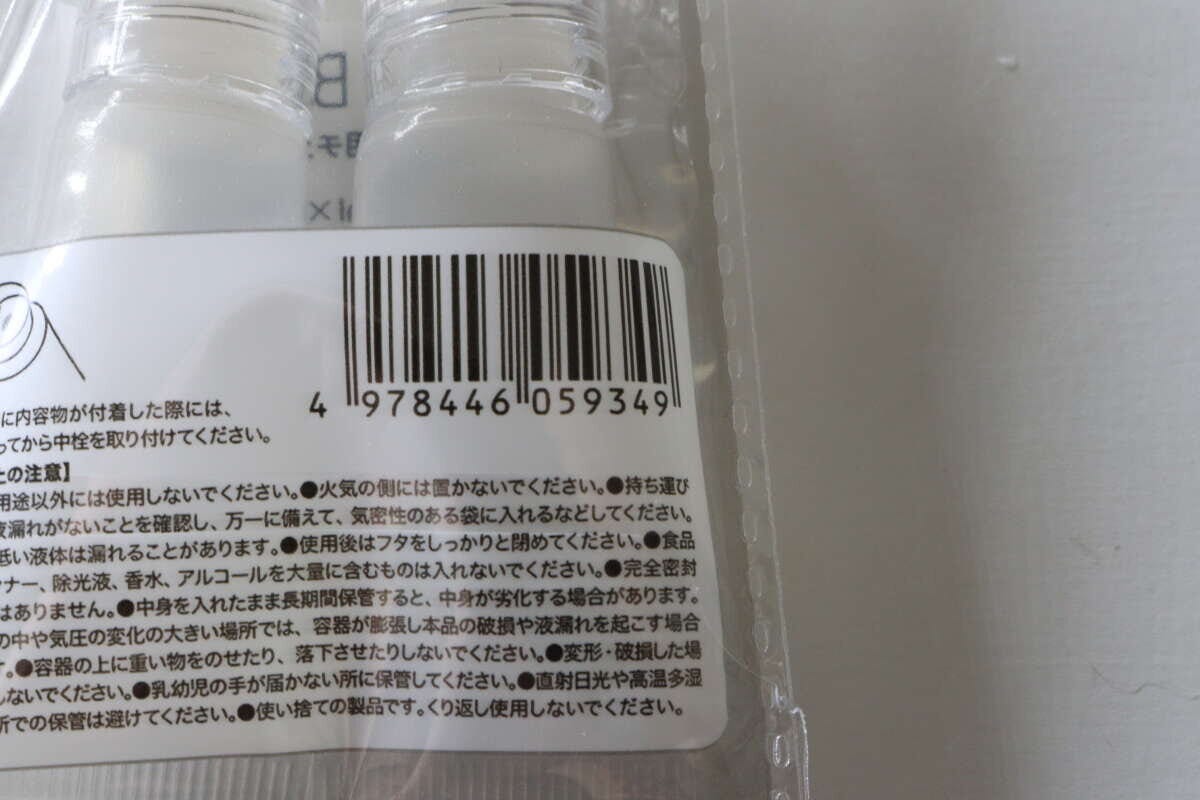 B
4 978446 059349
に内容物が付着した際には、
ってから中栓を取り付けてください。
の注意】
用途以外には使用しないでください。●火気の側には置かないでください。●持ち運び
液漏れがないことを確認し、万一に備えて、気密性のある袋に入れるなどしてください。
低い液体は漏れることがあります。●使用後はフタをしっかりと閉めてください。●食品
ナー、除光液、香水、アルコールを大量に含むものは入れないでください。●完全密封
はありません。●中身を入れたまま長期間保管すると、中身が劣化する場合があります。
の中や気圧の変化の大きい場所では、容器が膨張し本品の破損や液漏れを起こす場合
す。●容器の上に重い物をのせたり、落下させたりしないでください。●変形・破損した場
しないでください。●乳幼児の手が届かない所に保管してください。●直射日光や高温多湿
所での保管は避けてください。●使い捨ての製品です。くり返し使用しないでください。